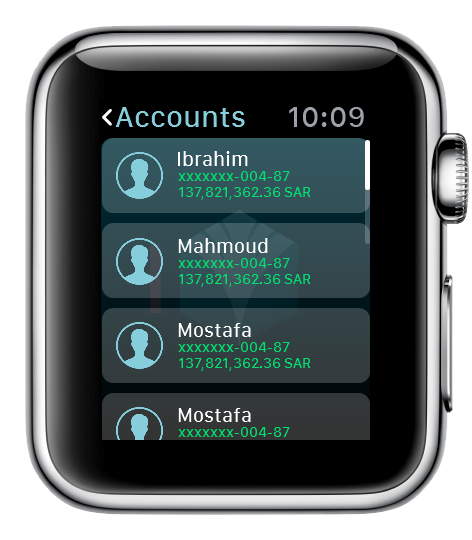 Accounts 10:09
Ibrahim
xxxxxxx-004-87
137,821,362.36 SAR
Mahmoud
xxxxxxx-004-87
137,821,362.36 SAR
Mostafa
xxxxxxx-004-87
137,821,362.36 SAR
Mostafa
xxxxxxx-004-87